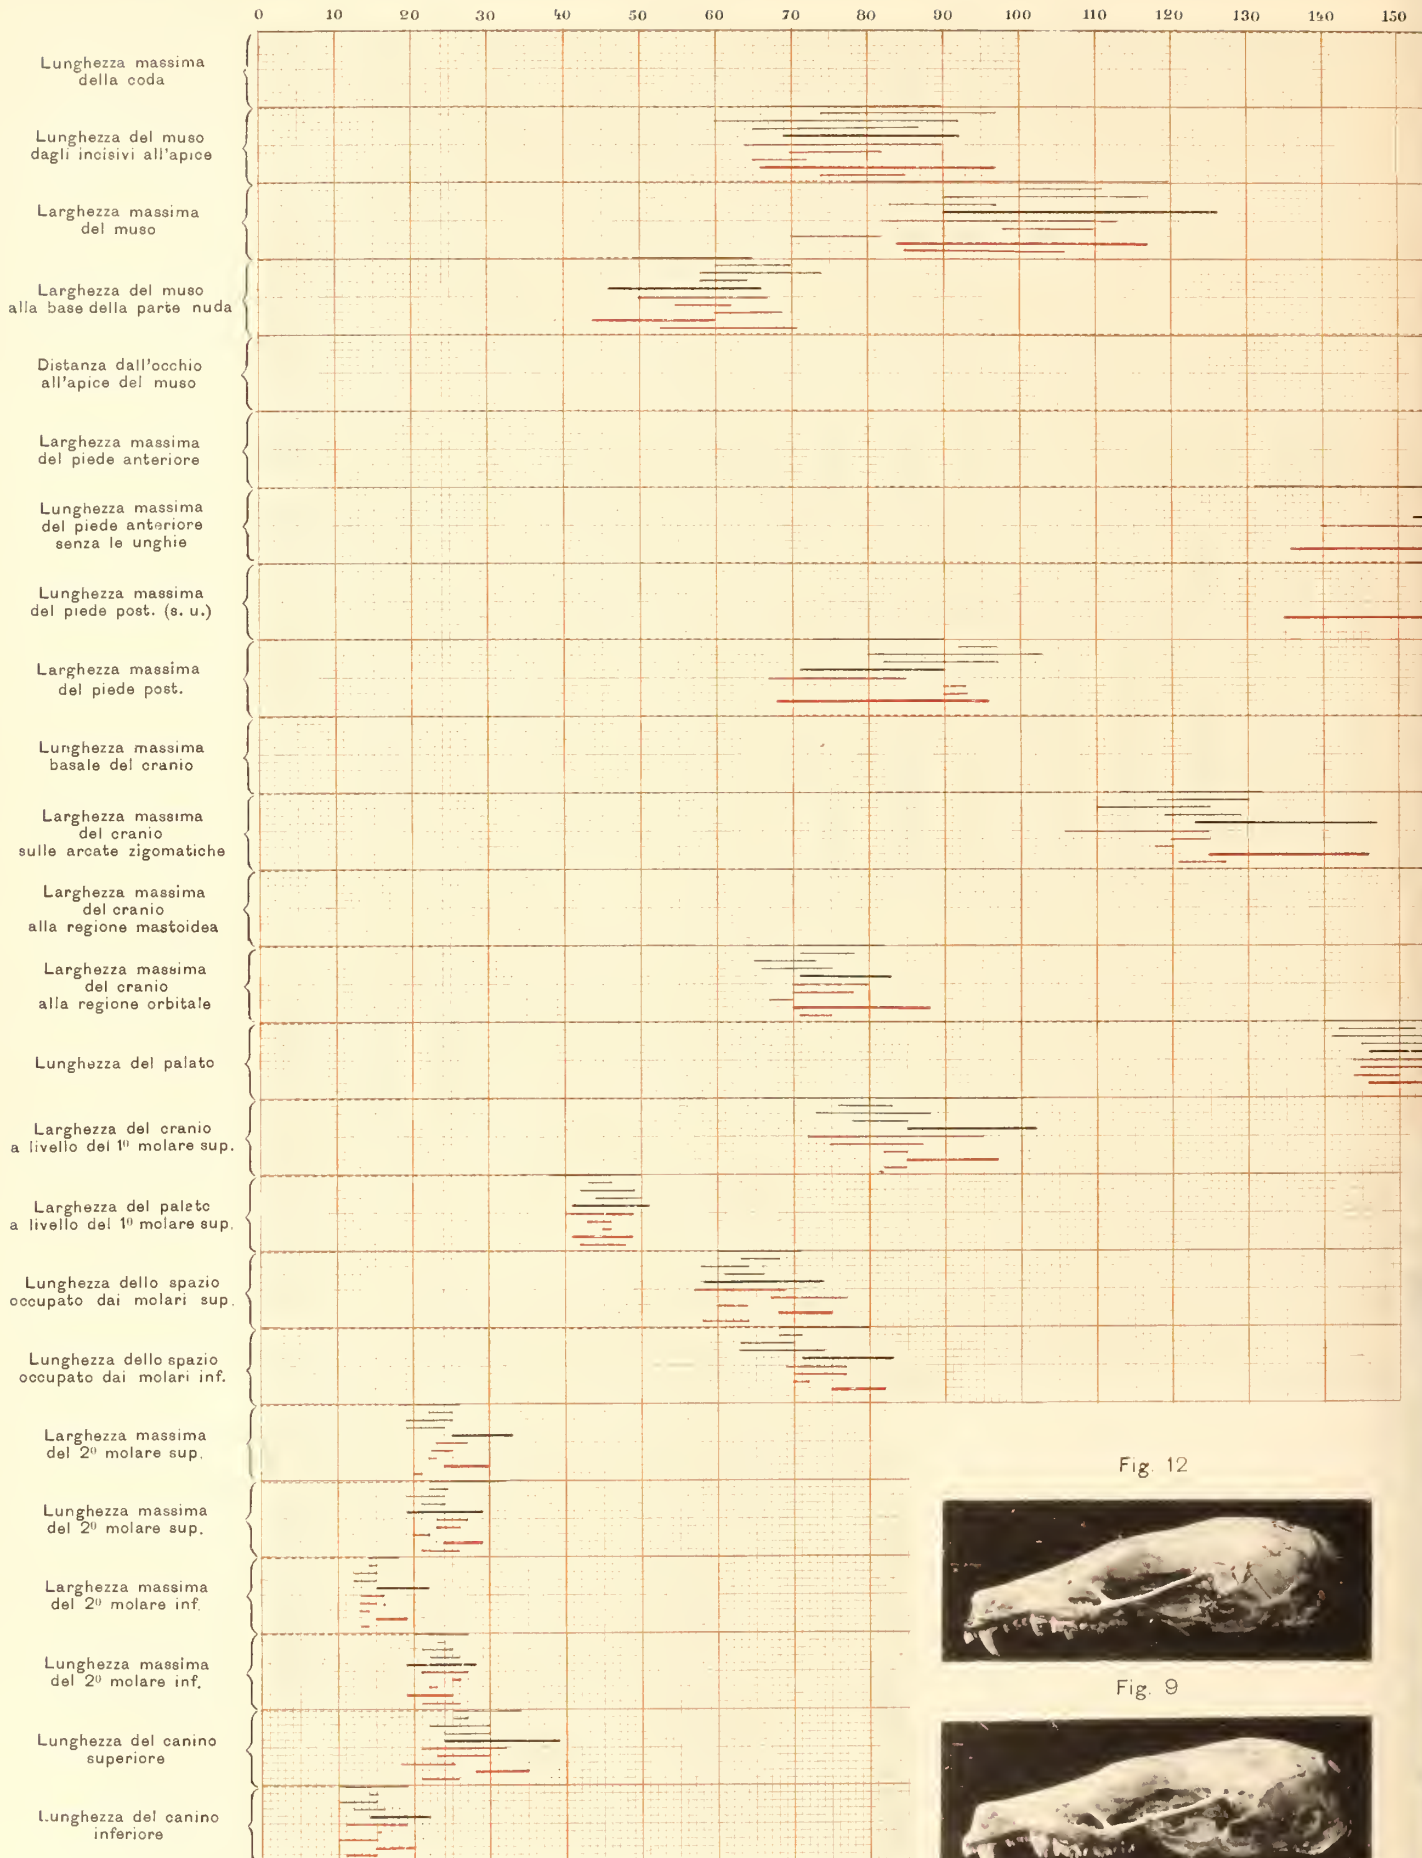 0 10 20 30 40 50 60 70 80 90 100 110 120 130 140 150
Lunghezza massima
della coda
Lunghezza del muso
dagli incisivi all'apice
Larghezza massima
del muso
Larghezza del muso
alla base della parte nuda
Distanza dall'occhio
all'apice del muso
Larghezza massima
del piede anteriore
Lunghezza massima
del piede anteriore
senza le unghie
Lunghezza massima
del piede post. (s. u.)
Larghezza massima
del piede post.
Lunghezza massima
basale del cranio
Larghezza massima
del cranio
sulle arcate zigomatiche
Larghezza massima
del cranio
alla regione mastoidea
Larghezza massima
del cranio
alla regione orbitale
Lunghezza del palato
Larghezza del cranio
a livello del 1º molare sup.
Larghezza del palato
a livello del 1º molare sup.
Lunghezza dello spazio
occupato dai molari sup.
Lunghezza dello spazio
occupato dai molari inf.
Larghezza massima
del 2º molare sup.
Lunghezza massima
del 2º molare sup.
Larghezza massima
del 2º molare inf.
Lunghezza massima
del 2º molare inf.
Lunghezza del canino
superiore
Lunghezza del canino
inferiore
Fig. 12
Fig. 9